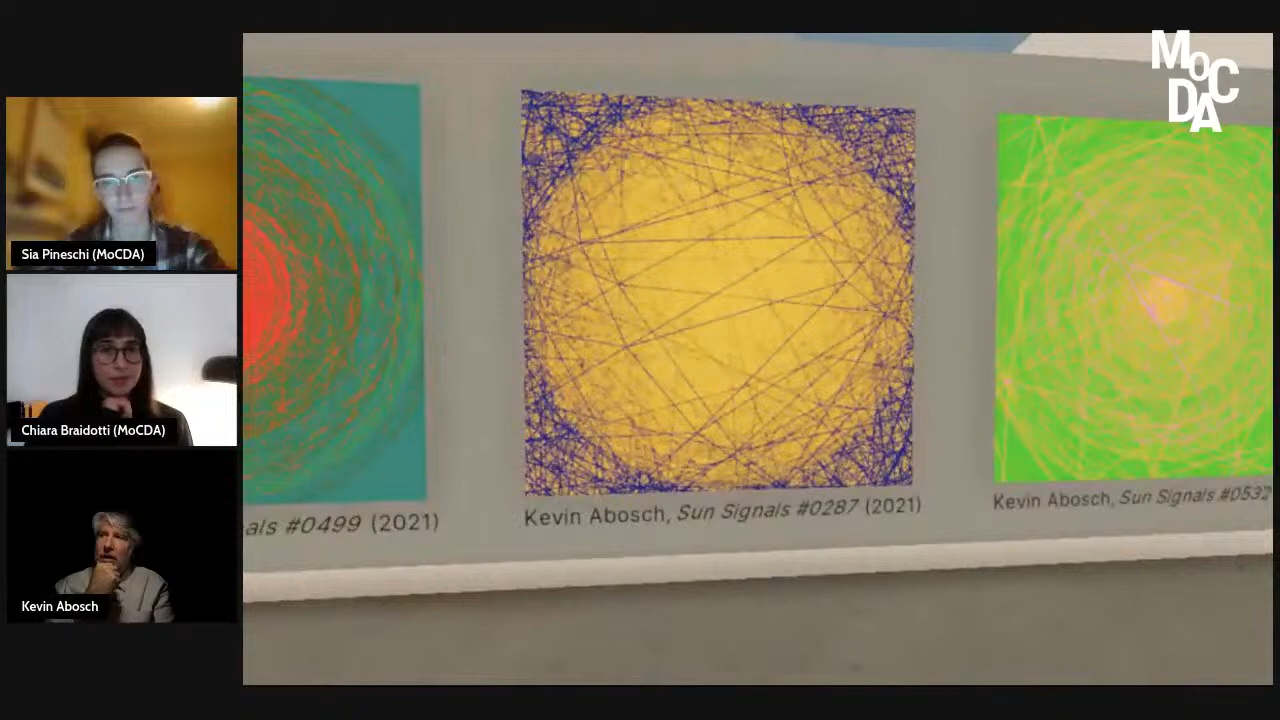 MoCDA
Sia Pineschi (MoCDA)
Chiara Braidotti (MoCDA)
Kevin Abosch
als #0499 (2021)
Kevin Abosch, Sun Signals #0287 (2021)
Kevin Abosch, Sun Signals #0532